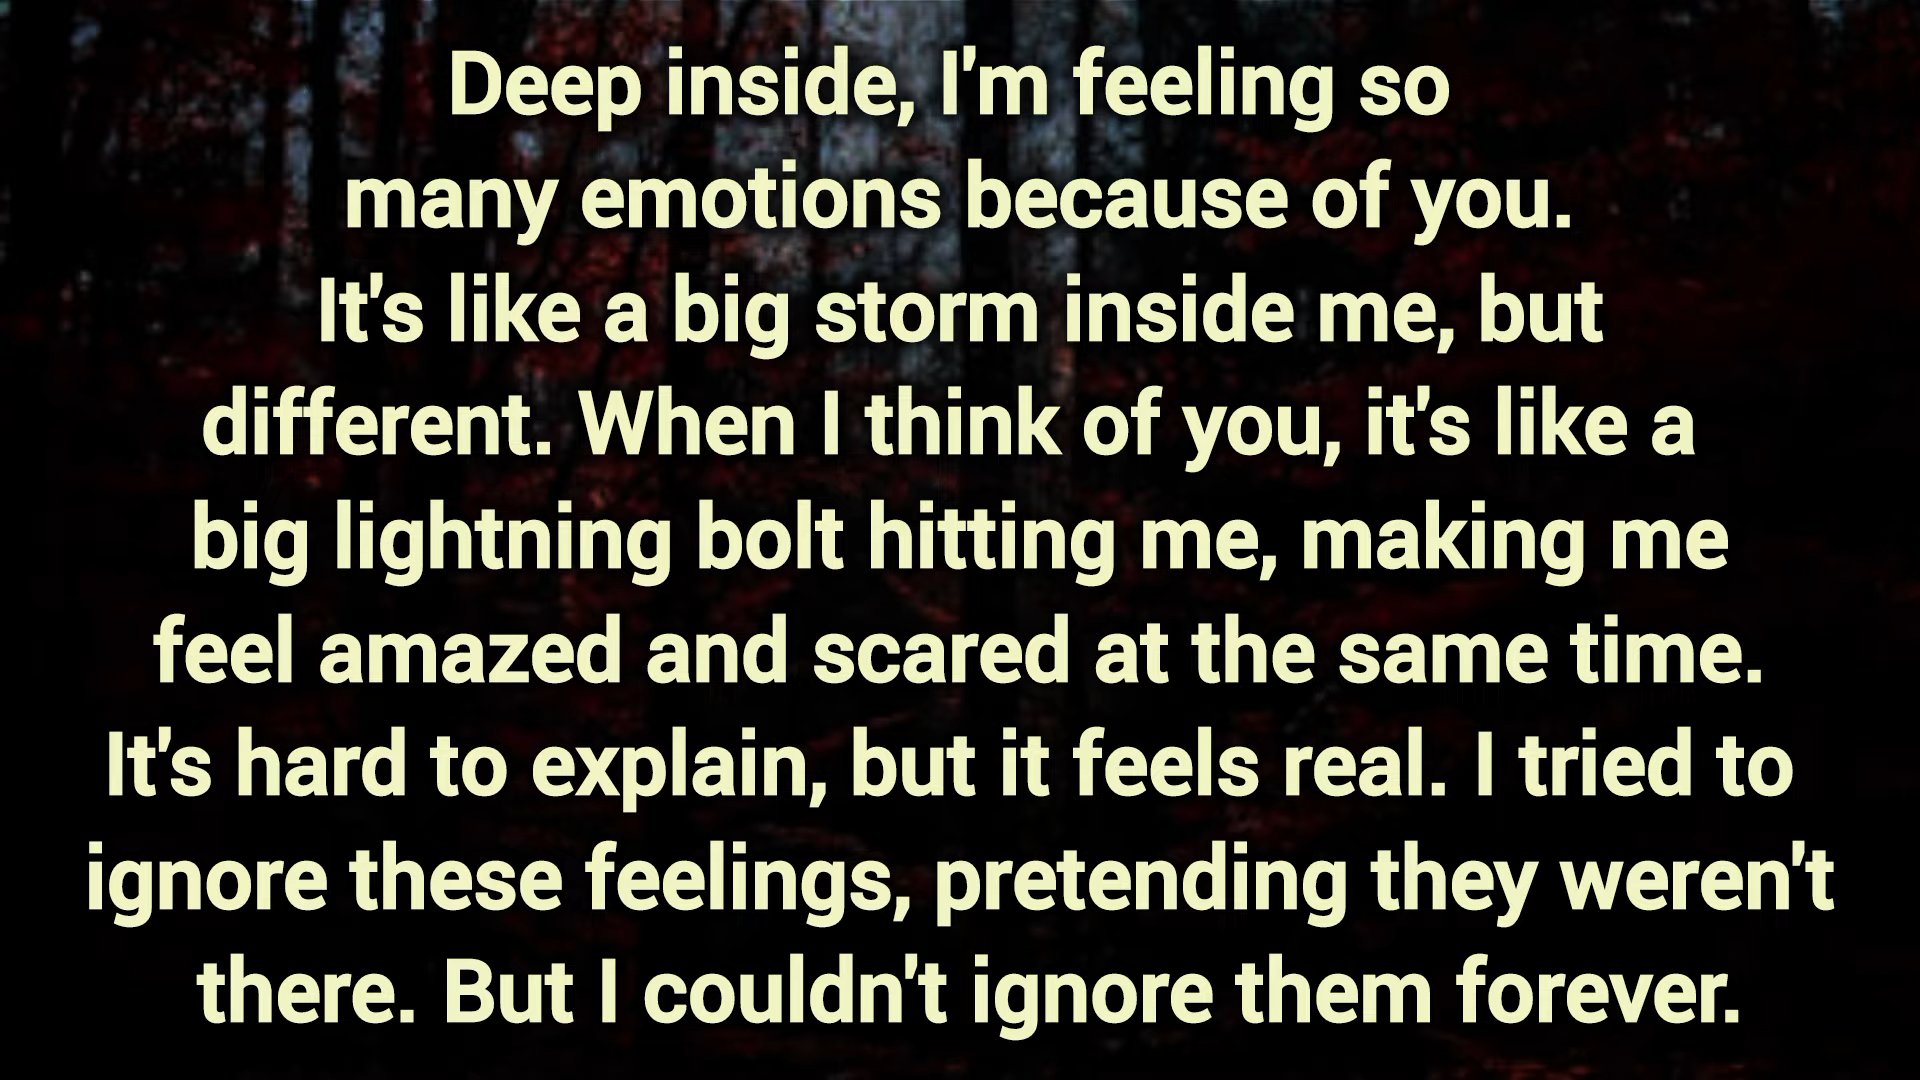 Deep inside, I'm feeling so
many emotions because of you.
It's like a big storm inside me, but
different. When I think of you, it's like a
big lightning bolt hitting me, making me
feel amazed and scared at the same time.
It's hard to explain, but it feels real. I tried to
ignore these feelings, pretending they weren't
there. But I couldn't ignore them forever.